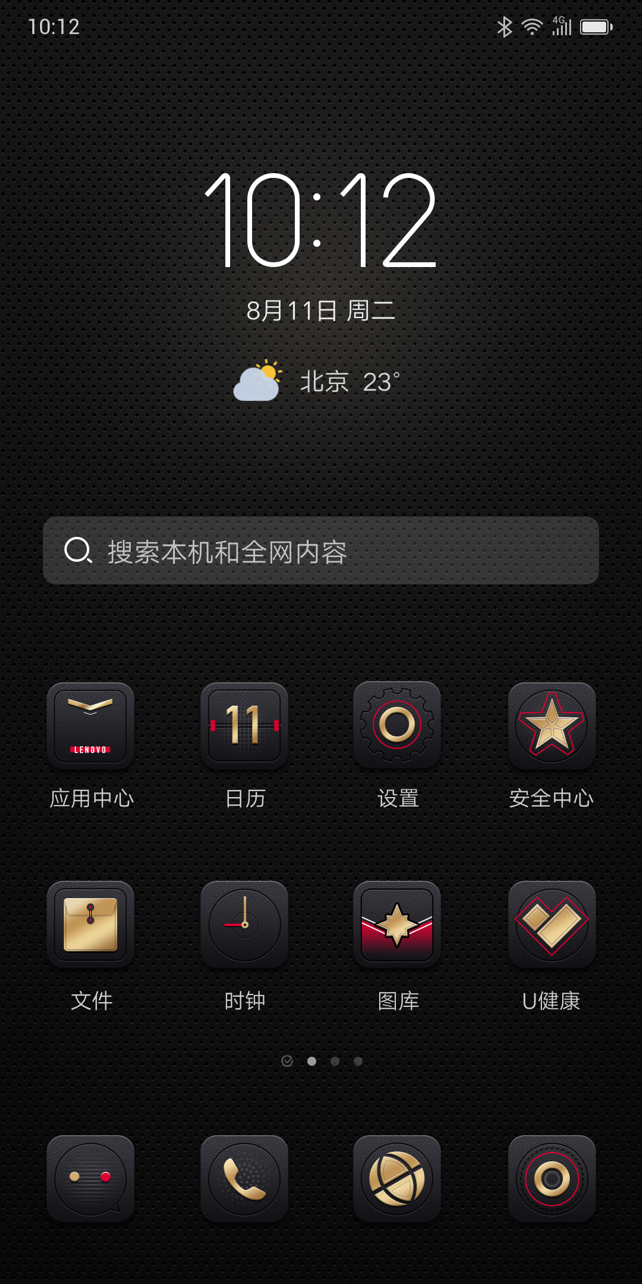 10:12
4G
10:12
8月11日 周二
北京 23°
搜索本机和全网内容
LENOVO
11
应用中心
日历
设置
安全中心
文件
时钟
图库
U健康